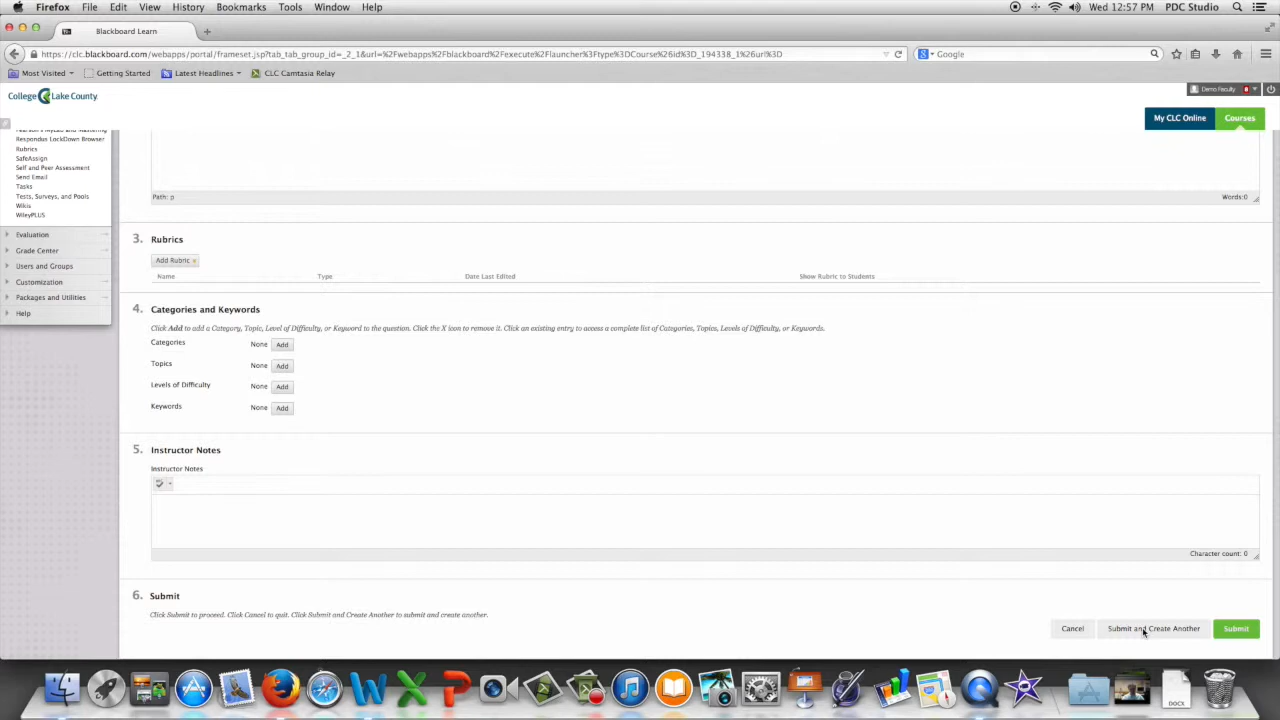 Firefox File Edit View History Bookmarks Tools Window Help Wed 12:57 PM PDC Studio
Blackboard Learn
https://clc.blackboard.com/webapps/portal/frameset.jsp?tab_tab_group_id=_2_1&url=%2Fwebapps%2Fblackboard%2Fexecute%2Flauncher%3Ftype%3DCourse%26id%3D_194338_1%26url%3D Google
Most Visited Getting Started Latest Headlines CLC Camtasia Relay
College Lake County Demo Faculty 8
My CLC Online Courses
Respondus LockDown Browser
Rubrics
SafeAssign
Self and Peer Assessment
Send Email
Tasks
Tests, Surveys, and Pools
Wikis
WileyPLUS
Evaluation
Grade Center
Users and Groups
Customization
Packages and Utilities
Help
Path: p Words:0
3. Rubrics
Add Rubric
Name Type Date Last Edited Show Rubric to Students
4. Categories and Keywords
Click Add to add a Category, Topic, Level of Difficulty, or Keyword to the question. Click the X icon to remove it. Click an existing entry to access a complete list of Categories, Topics, Levels of Difficulty, or Keywords.
Categories None Add
Topics None Add
Levels of Difficulty None Add
Keywords None Add
5. Instructor Notes
Instructor Notes
Character count: 0
6. Submit
Click Submit to proceed. Click Cancel to quit. Click Submit and Create Another to submit and create another.
Cancel Submit and Create Another Submit
DOCX